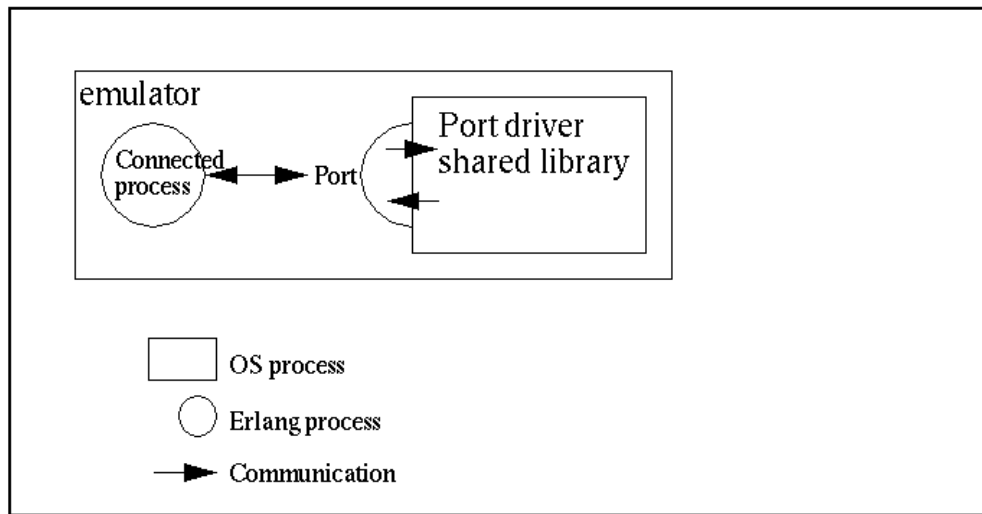 emulator
Connected
process
Port
Port driver
shared library
OS process
Erlang process
Communication